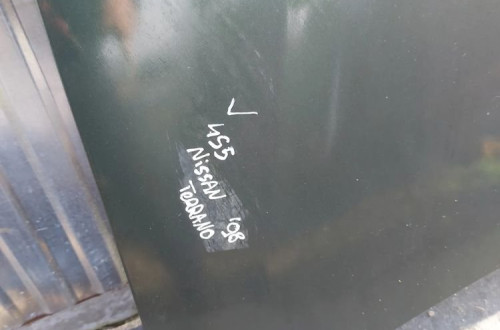 V
455
NISSAN '98
TERRANO